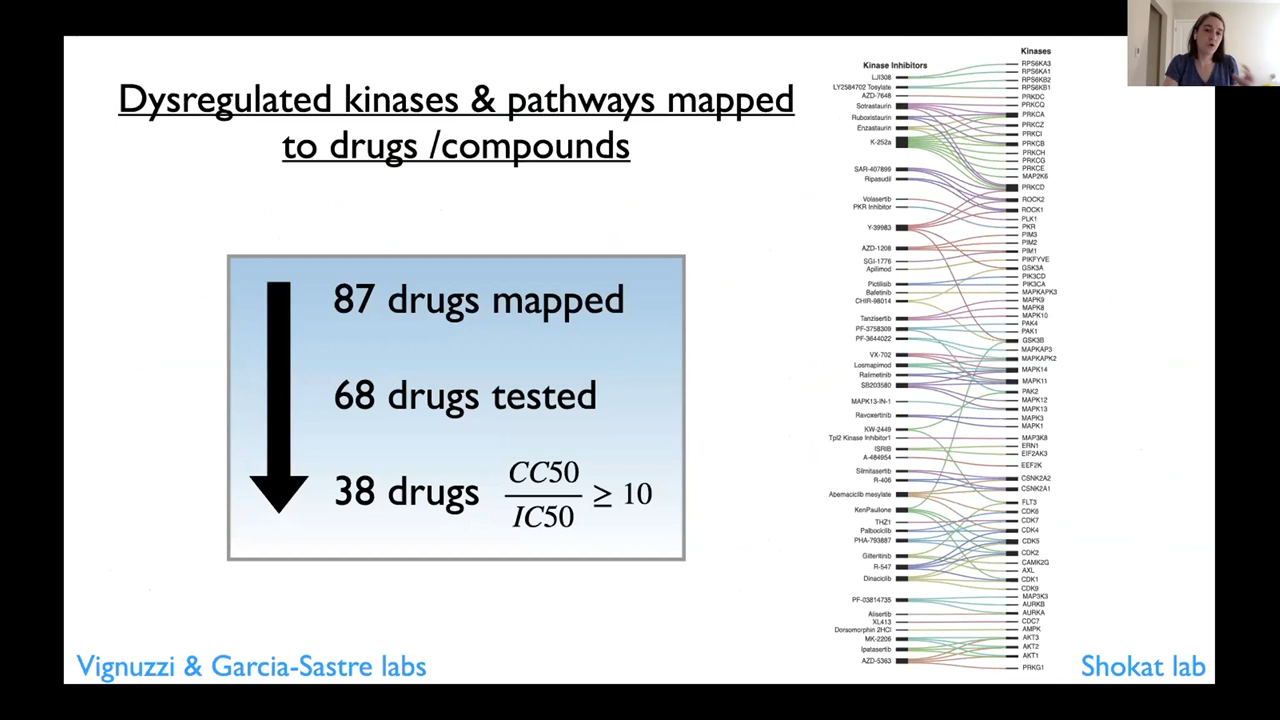 Dysregulated kinases & pathways mapped
to drugs /compounds
87 drugs mapped
68 drugs tested
38 drugs CC50/IC50 ≥ 10
Vignuzzi & Garcia-Sastre labs
Kinase Inhibitors
LJI308
LY2584702 Tosylate
AZD-7648
Sotrastaurin
Ruboxistaurin
Enzastaurin
K-252a
SAR-407899
Ripasudil
Volasertib
PKR Inhibitor
Y-39983
AZD-1208
SGI-1776
Apilimod
Pictilisib
Bafetinib
CHIR-98014
Tanzisertib
PF-3758309
PF-3644022
VX-702
Losmapimod
Ralimetinib
SB203580
MAPK13-IN-1
Ravoxertinib
KW-2449
Tpl2 Kinase Inhibitor1
ISRIB
A-484954
Silmitasertib
R-406
Abemaciclib mesylate
KenPaullone
THZ1
Palbociclib
PHA-793887
Gilteritinib
R-547
Dinaciclib
PF-03814735
Alisertib
XL413
Dorsomorphin 2HCl
MK-2206
Ipatasertib
AZD-5363
Kinases
RPS6KA3
RPS6KA1
RPS6KB2
RPS6KB1
PRKDC
PRKCQ
PRKCA
PRKCZ
PRKCI
PRKCB
PRKCH
PRKCG
PRKCE
MAP2K6
PRKCD
ROCK2
ROCK1
PLK1
PKR
PIM3
PIM2
PIM1
PIKFYVE
GSK3A
PIK3CD
PIK3CA
MAPKAPK3
MAPK9
MAPK8
MAPK10
PAK4
PAK1
GSK3B
MAPKAP3
MAPKAPK2
MAPK14
MAPK11
PAK2
MAPK12
MAPK13
MAPK3
MAPK1
MAP3K8
ERN1
EIF2AK3
EEF2K
CSNK2A2
CSNK2A1
FLT3
CDK6
CDK7
CDK4
CDK5
CDK2
CAMK2G
AXL
CDK1
CDK9
MAP3K3
AURKB
AURKA
CDC7
AMPK
AKT3
AKT2
AKT1
PRKG1
Shokat lab